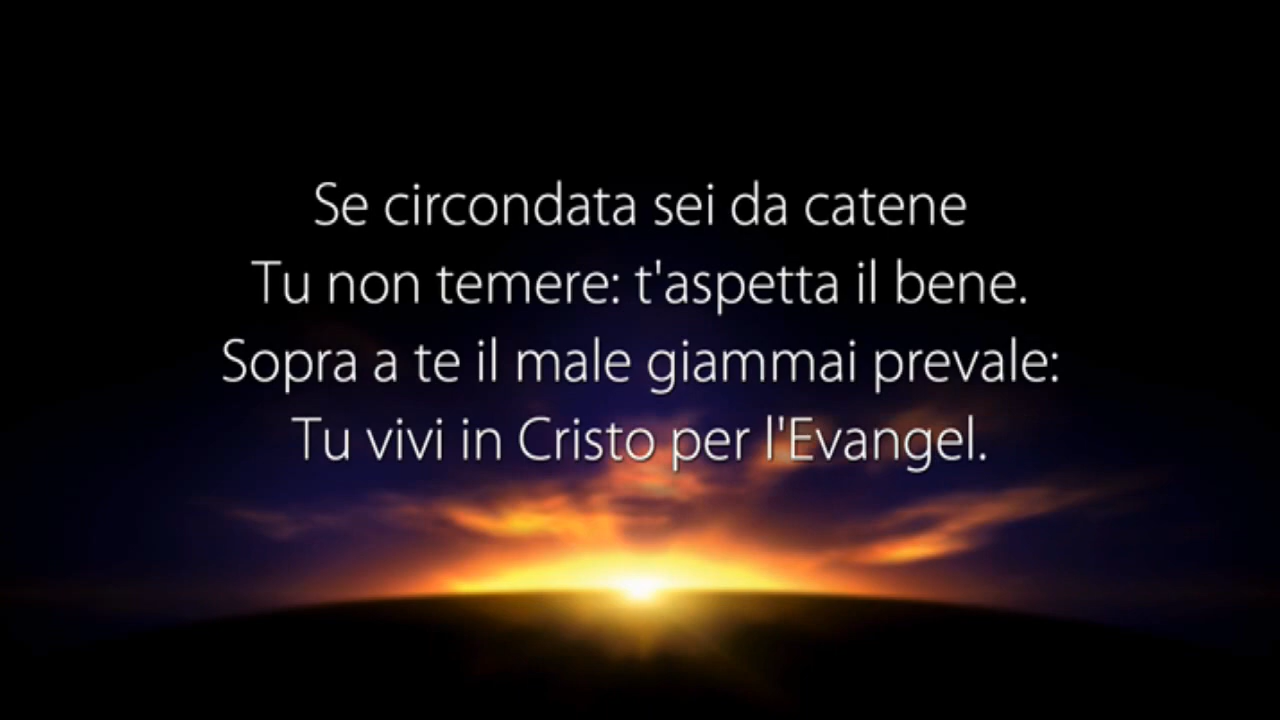 Se circondata sei da catene
Tu non temere: t'aspetta il bene.
Sopra a te il male giammai prevale:
Tu vivi in Cristo per l'Evangel.